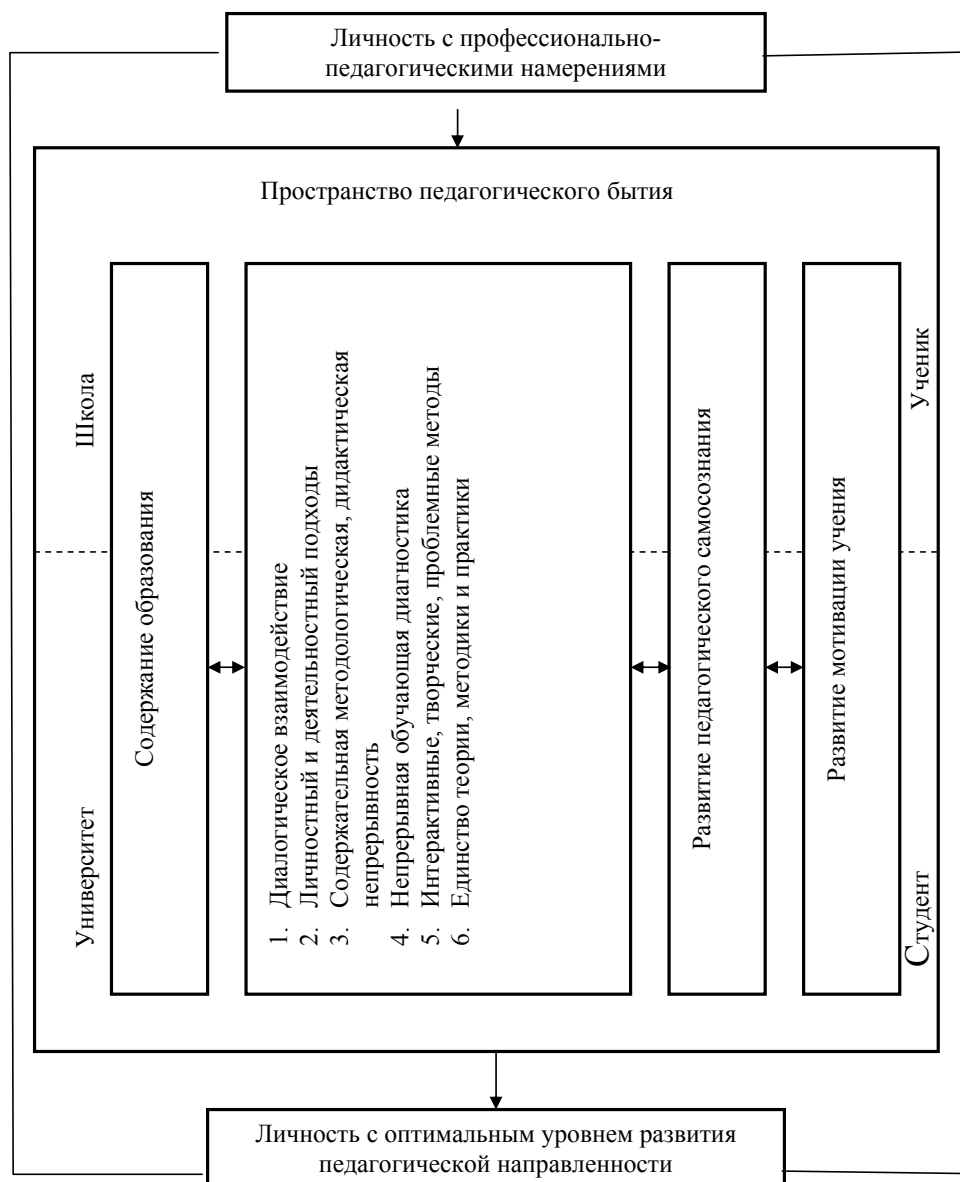 Личность с профессионально-
педагогическими намерениями
Пространство педагогического бытия
Школа
Университет
Содержание образования
1. Диалогическое взаимодействие
2. Личностный и деятельностный подходы
3. Содержательная методологическая, дидактическая
непрерывность
4. Непрерывная обучающая диагностика
5. Интерактивные, творческие, проблемные методы
6. Единство теории, методики и практики
Развитие педагогического самосознания
Развитие мотивации учения
Ученик
Студент
Личность с оптимальным уровнем развития
педагогической направленности